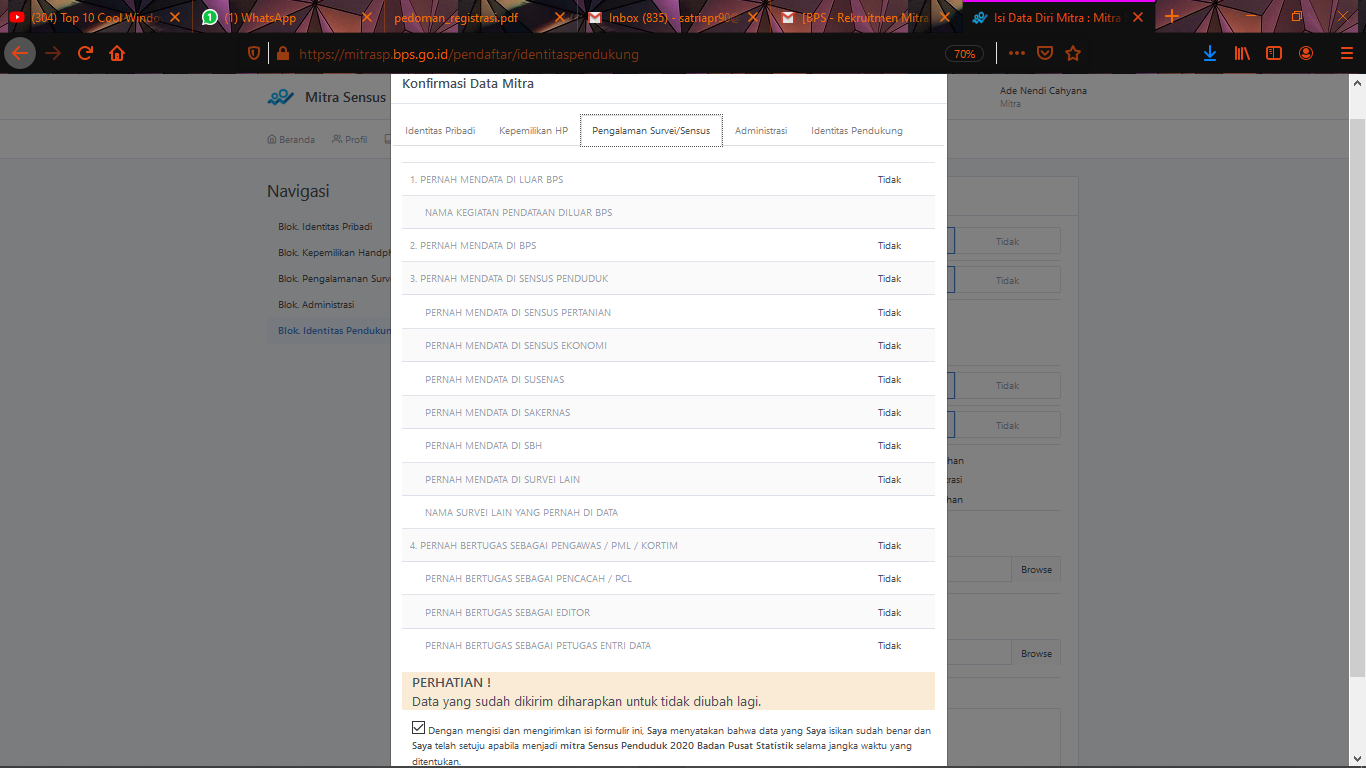 (304) Top 10 Cool Windo
(1) WhatsApp
pedoman_registrasi.pdf
Inbox (835) - satriapr90@
[BPS - Rekruitmen Mitra
Isi Data Diri Mitra : Mitra
https://mitrasp.bps.go.id/pendaftar/identitaspendukung
70%
Konfirmasi Data Mitra
Mitra Sensus
Ade Nendi Cahyana
Mitra
Identitas Pribadi
Kepemilikan HP
Pengalaman Survei/Sensus
Administrasi
Identitas Pendukung
Beranda
Profil
Navigasi
Blok. Identitas Pribadi
Blok. Kepemilikan Handph
Blok. Pengalamanan Surv
Blok. Administrasi
Blok. Identitas Pendukun
1. PERNAH MENDATA DI LUAR BPS Tidak
NAMA KEGIATAN PENDATAAN DILUAR BPS
2. PERNAH MENDATA DI BPS Tidak
3. PERNAH MENDATA DI SENSUS PENDUDUK Tidak
PERNAH MENDATA DI SENSUS PERTANIAN Tidak
PERNAH MENDATA DI SENSUS EKONOMI Tidak
PERNAH MENDATA DI SUSENAS Tidak
PERNAH MENDATA DI SAKERNAS Tidak
PERNAH MENDATA DI SBH Tidak
PERNAH MENDATA DI SURVEI LAIN Tidak
NAMA SURVEI LAIN YANG PERNAH DI DATA
4. PERNAH BERTUGAS SEBAGAI PENGAWAS / PML / KORTIM Tidak
PERNAH BERTUGAS SEBAGAI PENCACAH / PCL Tidak
PERNAH BERTUGAS SEBAGAI EDITOR Tidak
PERNAH BERTUGAS SEBAGAI PETUGAS ENTRI DATA Tidak
PERHATIAN !
Data yang sudah dikirim diharapkan untuk tidak diubah lagi.
Dengan mengisi dan mengirimkan isi formulir ini, Saya menyatakan bahwa data yang Saya isikan sudah benar dan
Saya telah setuju apabila menjadi mitra Sensus Penduduk 2020 Badan Pusat Statistik selama jangka waktu yang
ditentukan.
Tidak
Tidak
Tidak
Tidak
han
rasi
han
Browse
Browse